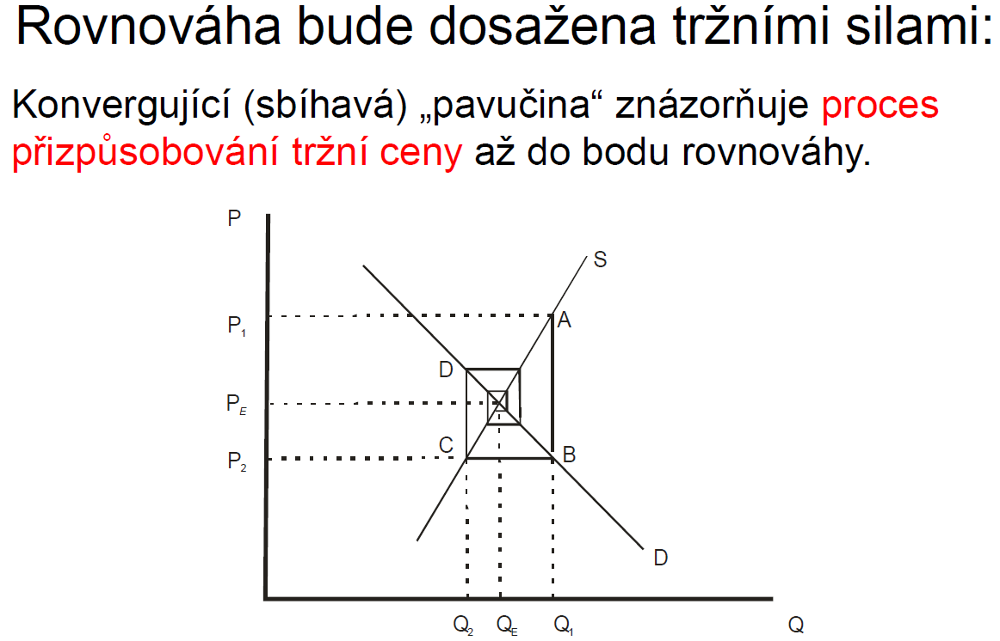 Rovnováha bude dosažena tržními silami:
Konvergující (sbíhavá) „pavučina“ znázorňuje proces
přizpůsobování tržní ceny až do bodu rovnováhy.
P
S
P1
A
D
PE
C
B
P2
D
Q2
QE
Q1
Q